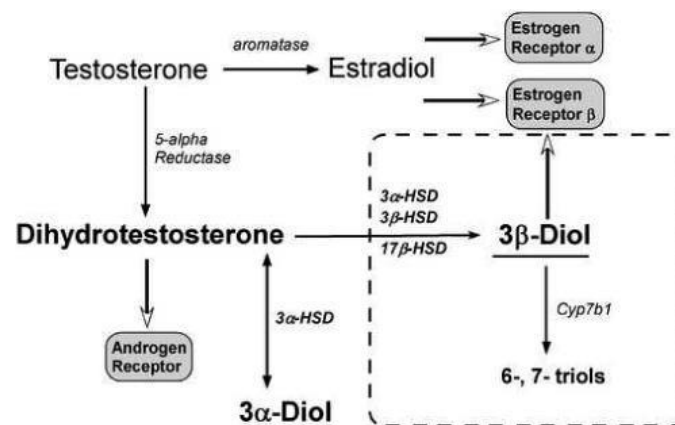 aromatase
Testosterone
Estradiol
Estrogen
Receptor α
Estrogen
Receptor β
5-alpha
Reductase
3α-HSD
3β-HSD
17β-HSD
Dihydrotestosterone
3β-Diol
3α-HSD
Cyp7b1
Androgen
Receptor
6-, 7- triols
3α-Diol